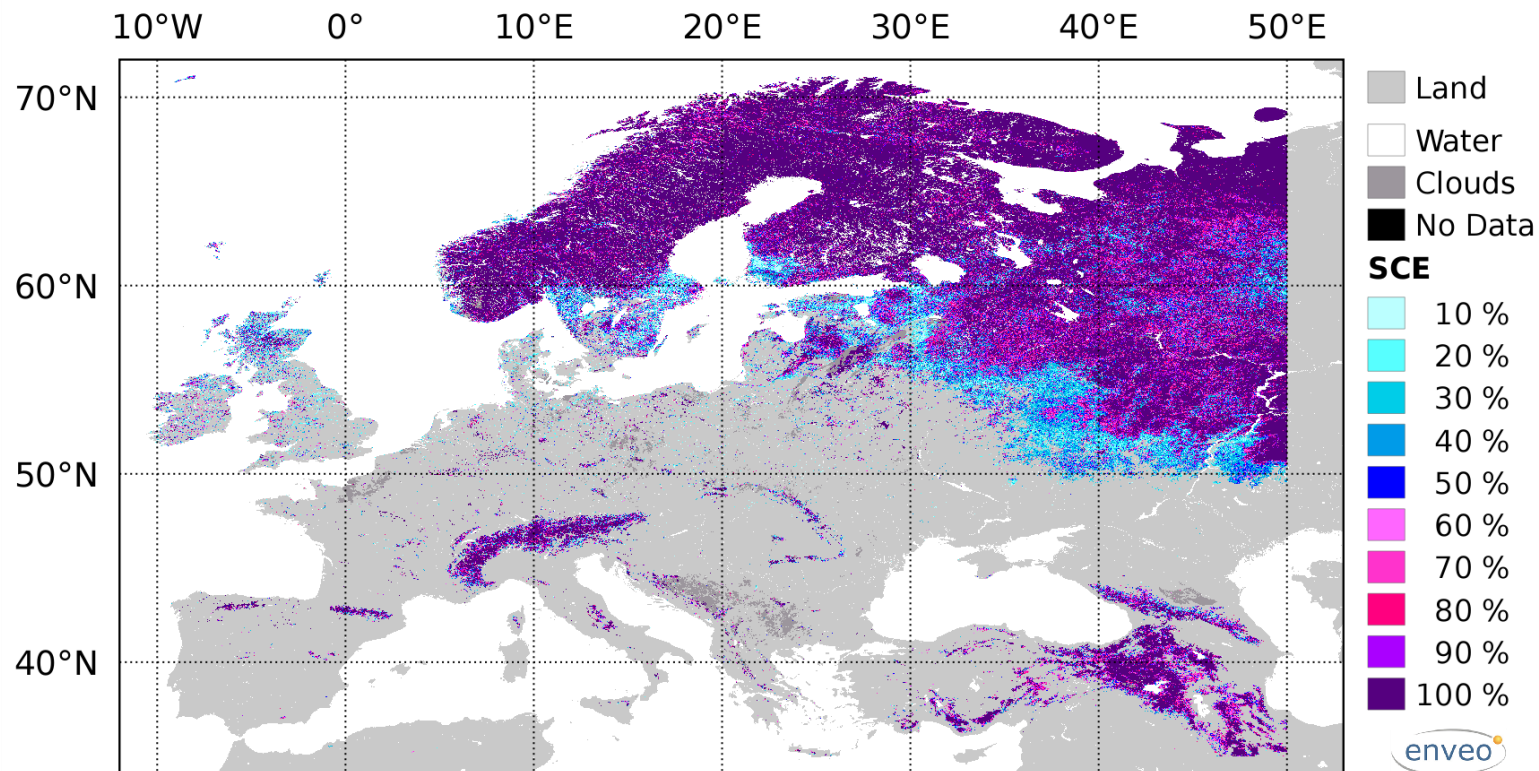 10°W 0° 10°E 20°E 30°E 40°E 50°E
70°N
60°N
50°N
40°N
Land
Water
Clouds
No Data
SCE
10 %
20 %
30 %
40 %
50 %
60 %
70 %
80 %
90 %
100 %
enveo